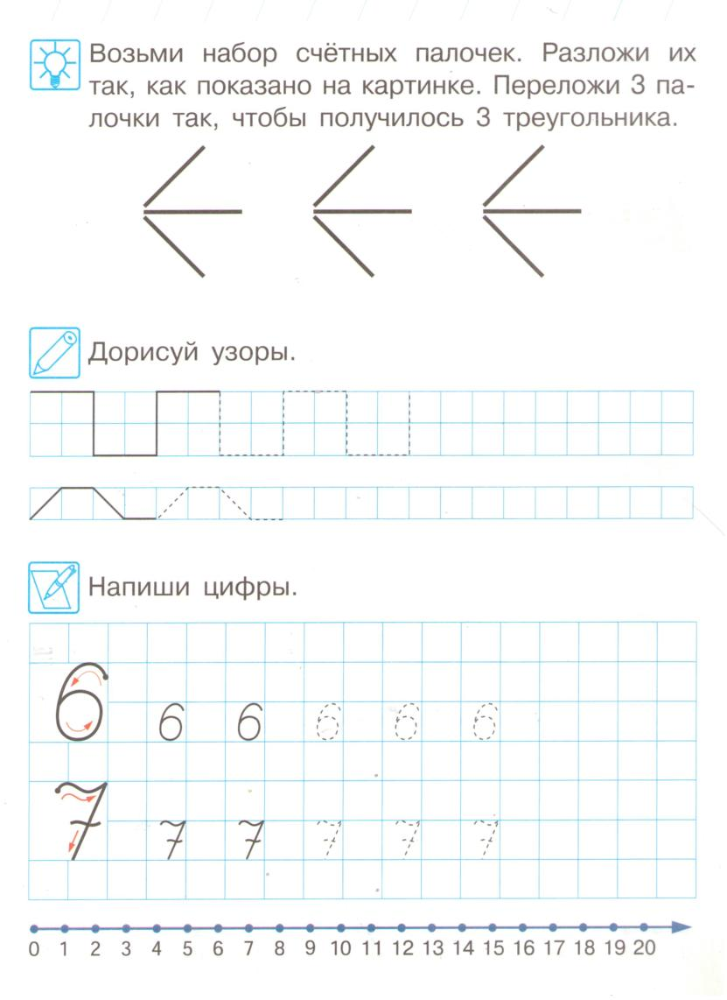 Возьми набор счётных палочек. Разложи их
так, как показано на картинке. Переложи 3 па-
лочки так, чтобы получилось 3 треугольника.
Дорисуй узоры.
Напиши цифры.
6 6 6 6 6 6
7 7 7 7 7 7
0 1 2 3 4 5 6 7 8 9 10 11 12 13 14 15 16 17 18 19 20